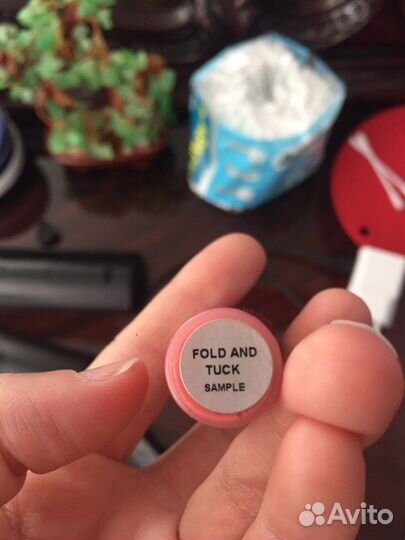 FOLD AND
TUCK
SAMPLE
Avito